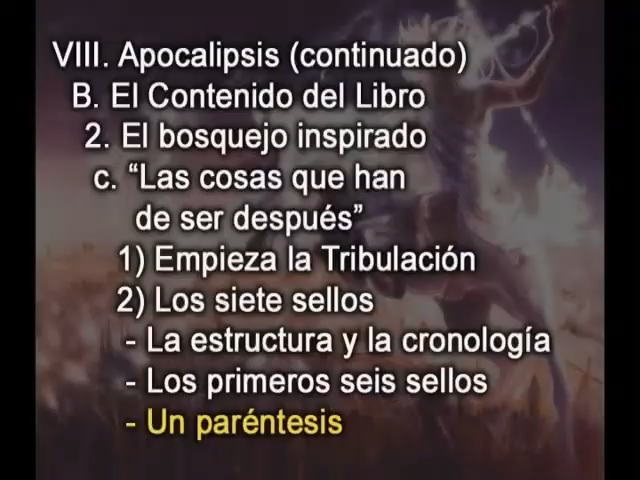 VIII. Apocalipsis (continuado)
B. El Contenido del Libro
2. El bosquejo inspirado
c. “Las cosas que han
de ser después”
1) Empieza la Tribulación
2) Los siete sellos
- La estructura y la cronología
- Los primeros seis sellos
- Un paréntesis